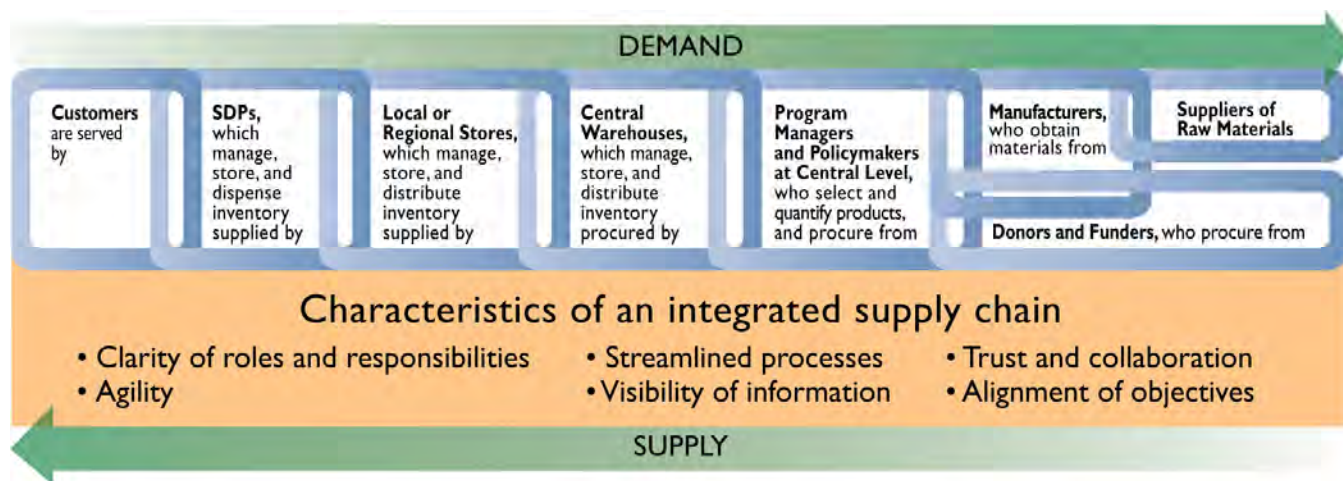 DEMAND
Customers
are served
by
SDPs,
which
manage,
store, and
dispense
inventory
supplied by
Local or
Regional Stores,
which manage,
store, and
distribute
inventory
supplied by
Central
Warehouses,
which manage,
store, and
distribute
inventory
procured by
Program
Managers
and Policymakers
at Central Level,
who select and
quantify products,
and procure from
Manufacturers,
who obtain
materials from
Suppliers of
Raw Materials
Donors and Funders, who procure from
Characteristics of an integrated supply chain
• Clarity of roles and responsibilities
• Agility
• Streamlined processes
• Visibility of information
• Trust and collaboration
• Alignment of objectives
SUPPLY